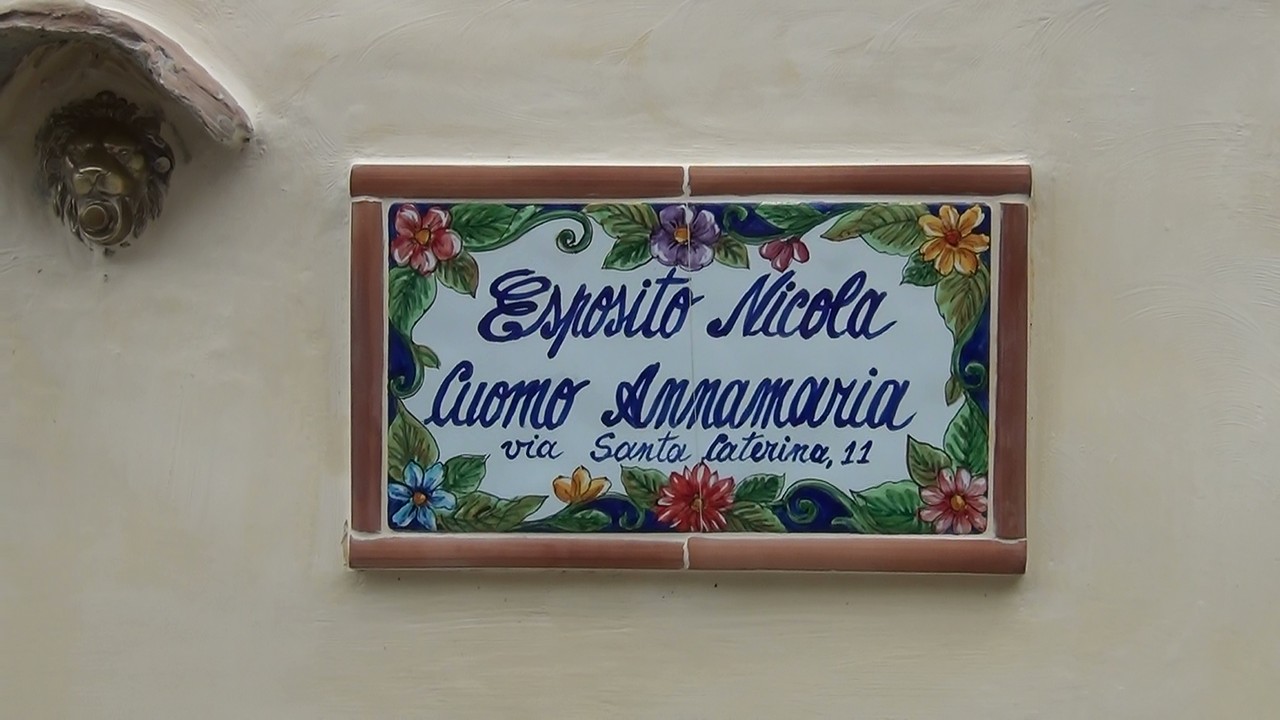 Esposito Nicola
Cuomo Annamaria
via Santa Caterina, 11